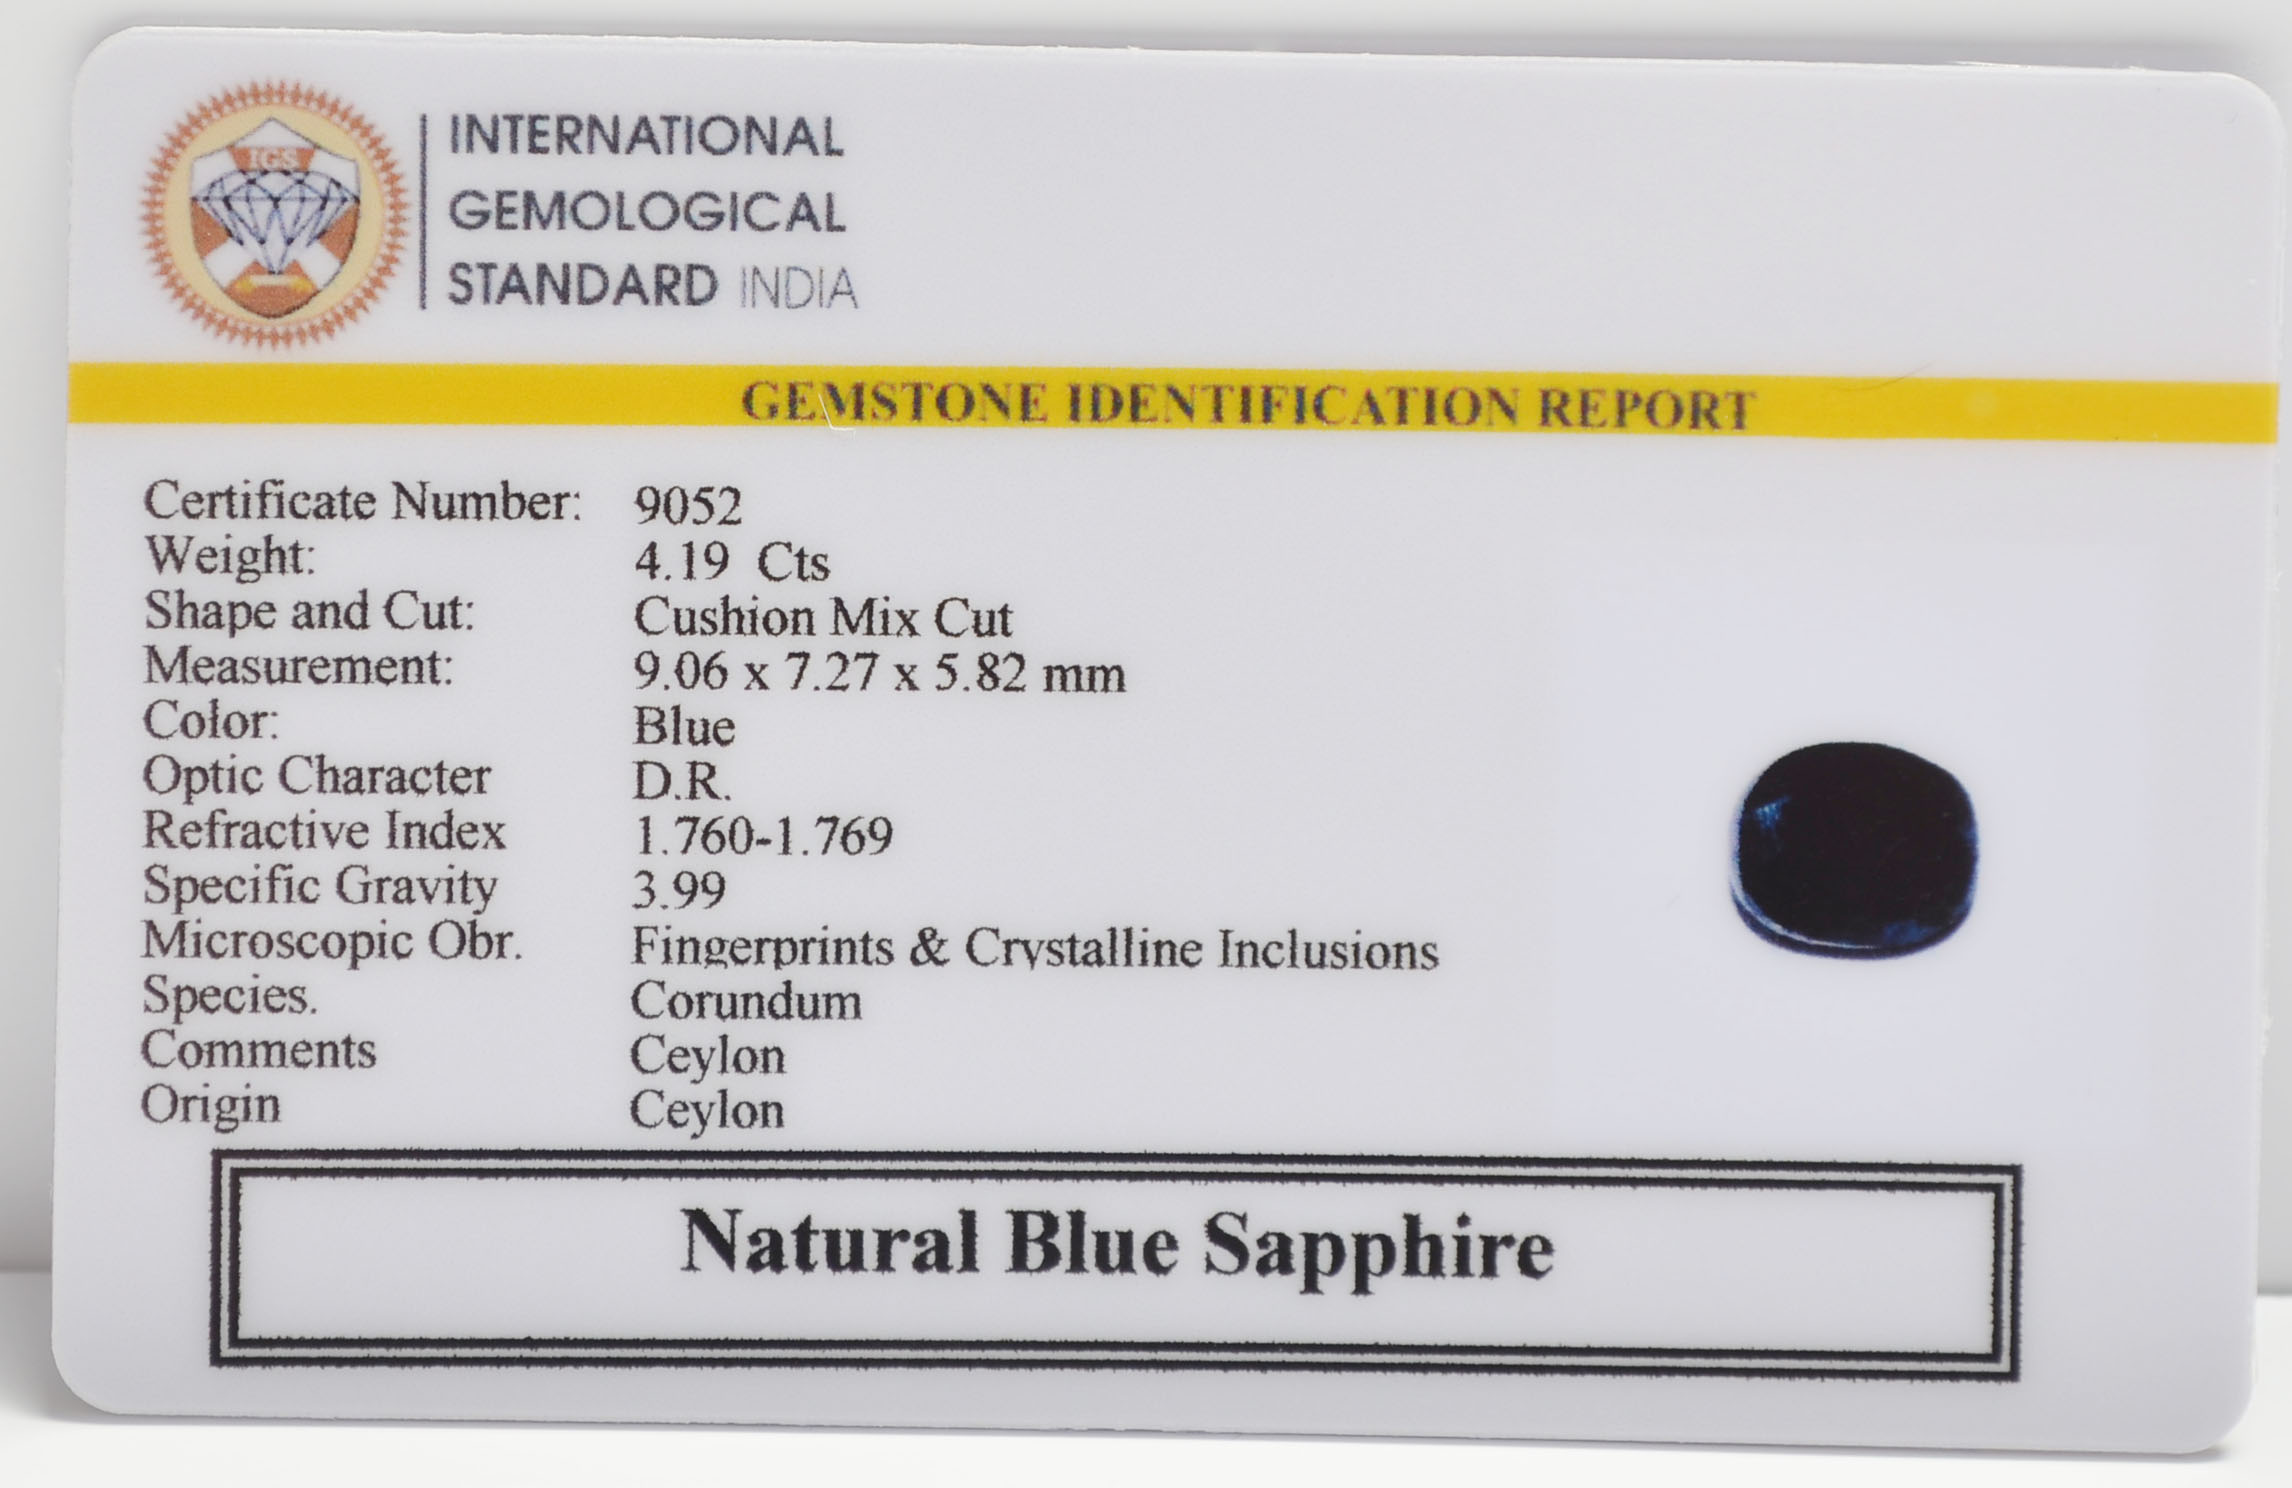 IGS
INTERNATIONAL
GEMOLOGICAL
STANDARD INDIA
GEMSTONE IDENTIFICATION REPORT
Certificate Number: 9052
Weight: 4.19 Cts
Shape and Cut: Cushion Mix Cut
Measurement: 9.06 x 7.27 x 5.82 mm
Color: Blue
Optic Character D.R.
Refractive Index 1.760-1.769
Specific Gravity 3.99
Microscopic Obr. Fingerprints & Crystalline Inclusions
Species. Corundum
Comments Ceylon
Origin Ceylon
Natural Blue Sapphire